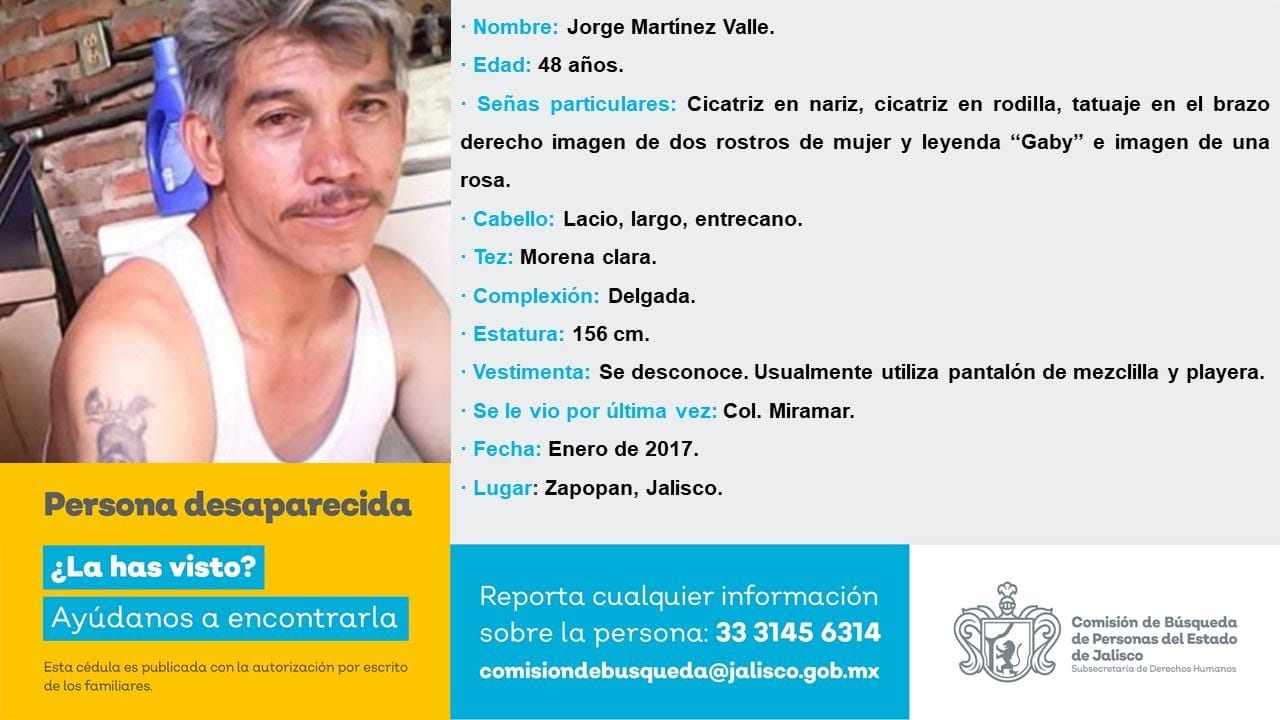 · Nombre: Jorge Martínez Valle.
· Edad: 48 años.
· Señas particulares: Cicatriz en nariz, cicatriz en rodilla, tatuaje en el brazo
derecho imagen de dos rostros de mujer y leyenda “Gaby” e imagen de una
rosa.
· Cabello: Lacio, largo, entrecano.
· Tez: Morena clara.
· Complexión: Delgada.
· Estatura: 156 cm.
· Vestimenta: Se desconoce. Usualmente utiliza pantalón de mezclilla y playera.
· Se le vio por última vez: Col. Miramar.
· Fecha: Enero de 2017.
· Lugar: Zapopan, Jalisco.
Persona desaparecida
¿La has visto?
Ayúdanos a encontrarla
Esta cédula es publicada con la autorización por escrito
de los familiares.
Reporta cualquier información
sobre la persona: 33 3145 6314
comisiondebusqueda@jalisco.gob.mx
Comisión de Búsqueda
de Personas del Estado
de Jalisco
Subsecretaría de Derechos Humanos